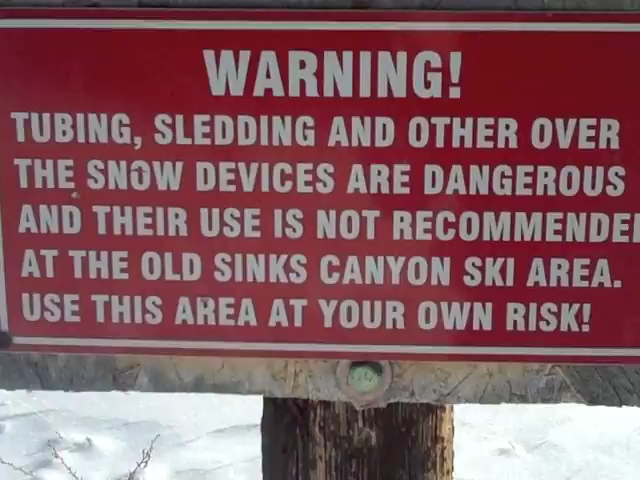 WARNING!
TUBING, SLEDDING AND OTHER OVER
THE SNOW DEVICES ARE DANGEROUS
AND THEIR USE IS NOT RECOMMENDE
AT THE OLD SINKS CANYON SKI AREA.
USE THIS AREA AT YOUR OWN RISK!